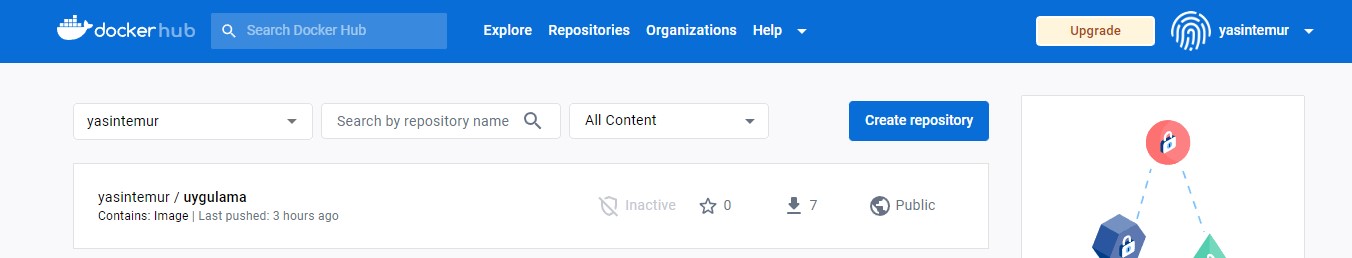 dockerhub Search Docker Hub Explore Repositories Organizations Help Upgrade yasintemur
yasintemur Search by repository name All Content Create repository
yasintemur / uygulama Inactive 0 7 Public
Contains: Image | Last pushed: 3 hours ago